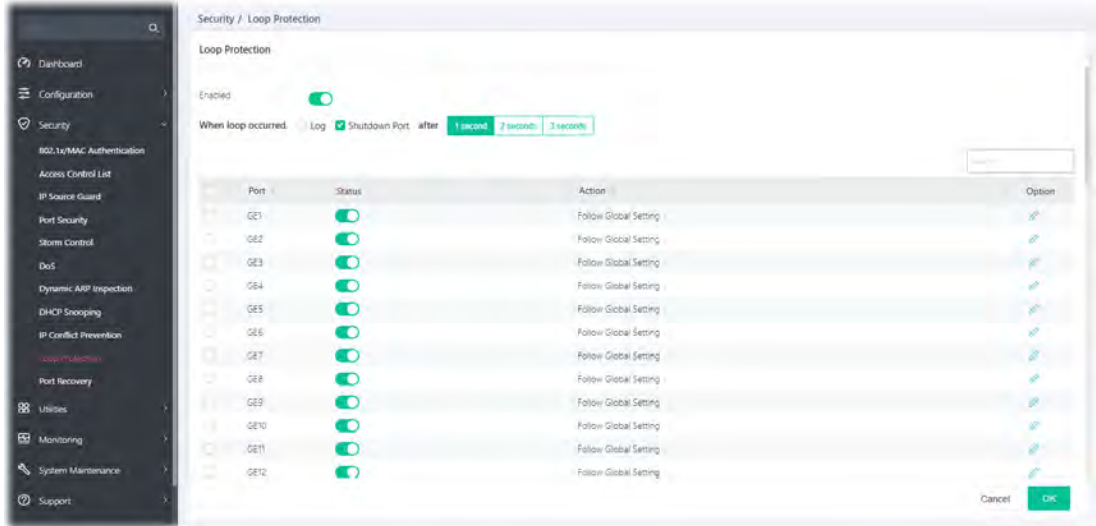 Dashboard
Configuration
Security
802.1x/MAC Authentication
Access Control List
IP Source Guard
Port Security
Storm Control
DoS
Dynamic ARP Inspection
DHCP Snooping
IP Conflict Prevention
Loop Protection
Port Recovery
Utilities
Monitoring
System Maintenance
Support
Security / Loop Protection
Loop Protection
Enabled
When loop occurred. Log Shutdown Port after 1 second 2 seconds 3 seconds
Search
Port Status Action Option
GE1 Follow Global Setting
GE2 Follow Global Setting
GE3 Follow Global Setting
GE4 Follow Global Setting
GE5 Follow Global Setting
GE6 Follow Global Setting
GE7 Follow Global Setting
GE8 Follow Global Setting
GE9 Follow Global Setting
GE10 Follow Global Setting
GE11 Follow Global Setting
GE12 Follow Global Setting
Cancel OK